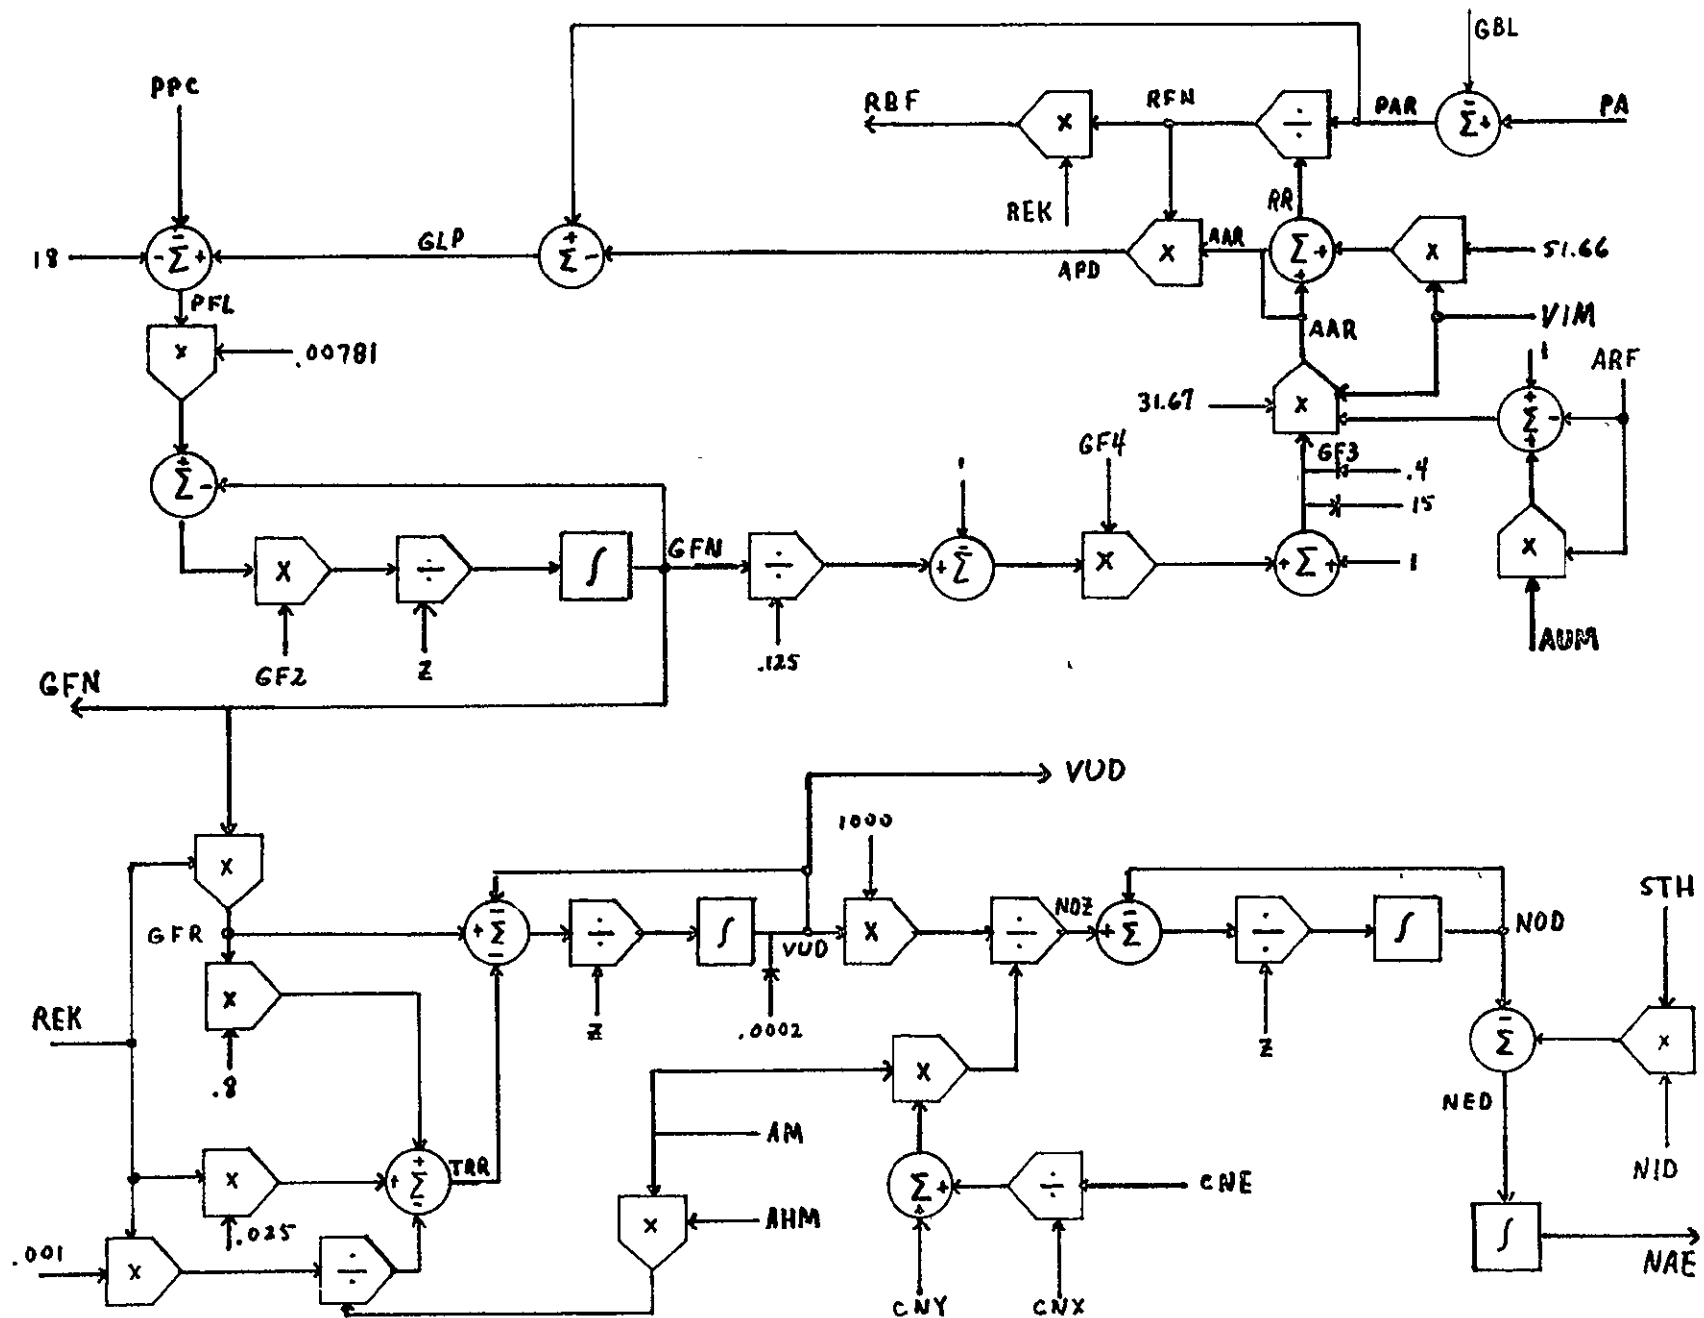 GBL
PPC
RBF
RFN
PAR
PA
Σ
+
-
÷
x
REK
RR
18
GLP
APD
AAR
51.66
PFL
AAR
VIM
.00781
1
ARF
31.67
GF4
GF3
.4
15
1
GFN
1
GF2
Z
.125
AUM
GFN
VUD
1000
STH
GFR
VUD
NOZ
NOD
REK
Z
.0002
Z
.8
AM
NED
TRR
CNE
NID
.025
AHM
.001
CNY
CNX
NAE